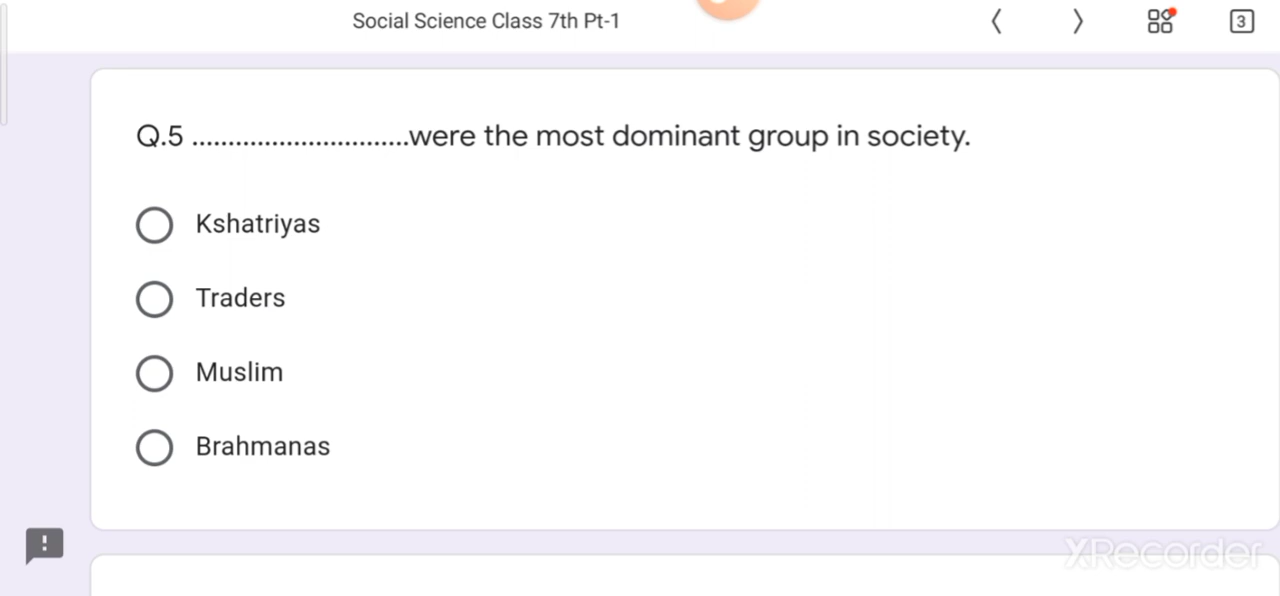 Social Science Class 7th Pt-1
3
Q.5 ..............................were the most dominant group in society.
Kshatriyas
Traders
Muslim
Brahmanas
!
XRecorder